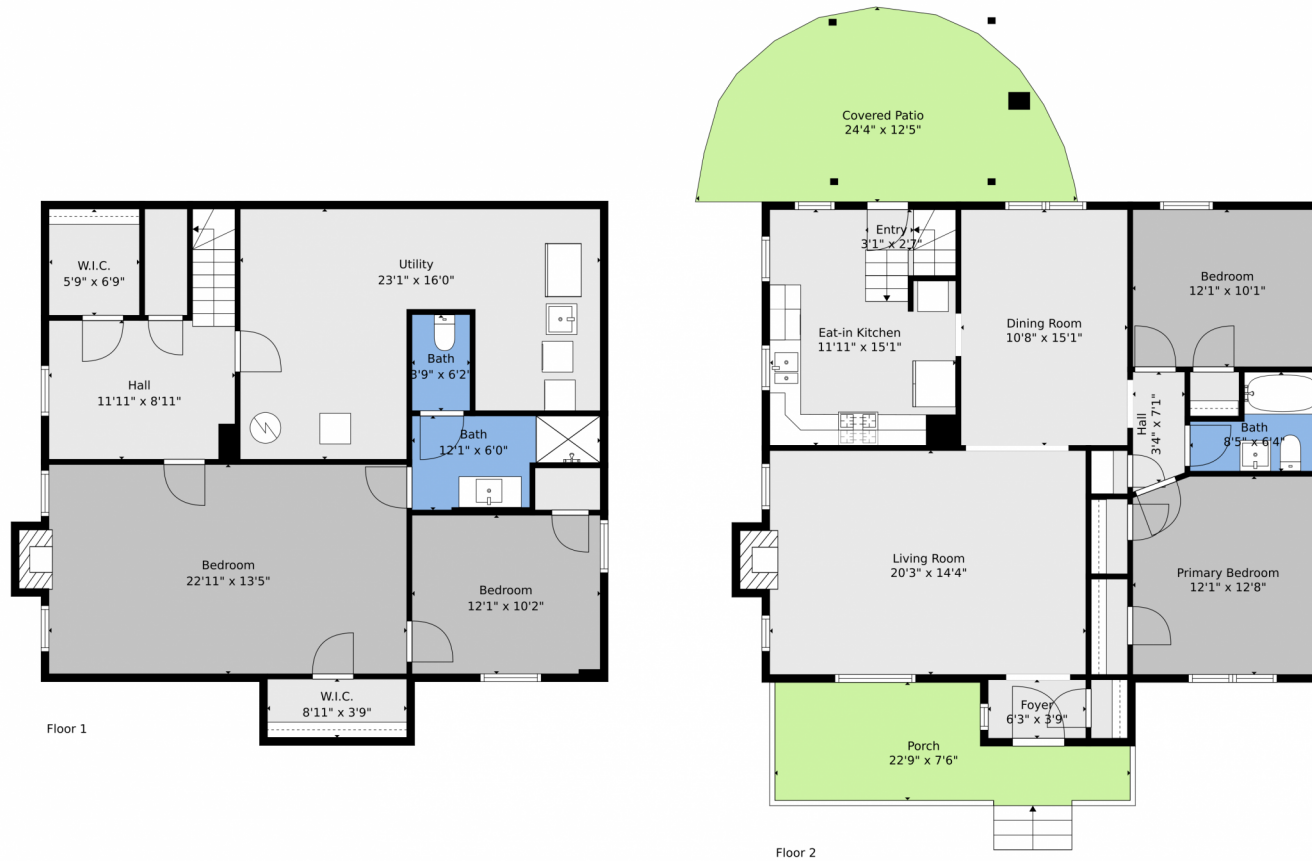 W.I.C.
5'9" x 6'9"
Utility
23'1" x 16'0"
Hall
11'11" x 8'11"
Bath
3'9" x 6'2"
Bath
12'1" x 6'0"
Bedroom
22'11" x 13'5"
Bedroom
12'1" x 10'2"
W.I.C.
8'11" x 3'9"
Floor 1
Covered Patio
24'4" x 12'5"
Entry
3'1" x 2'7"
Bedroom
12'1" x 10'1"
Eat-in Kitchen
11'11" x 15'1"
Dining Room
10'8" x 15'1"
Hall
3'4" x 7'1"
Bath
8'5" x 6'4"
Living Room
20'3" x 14'4"
Primary Bedroom
12'1" x 12'8"
Foyer
6'3" x 3'9"
Porch
22'9" x 7'6"
Floor 2